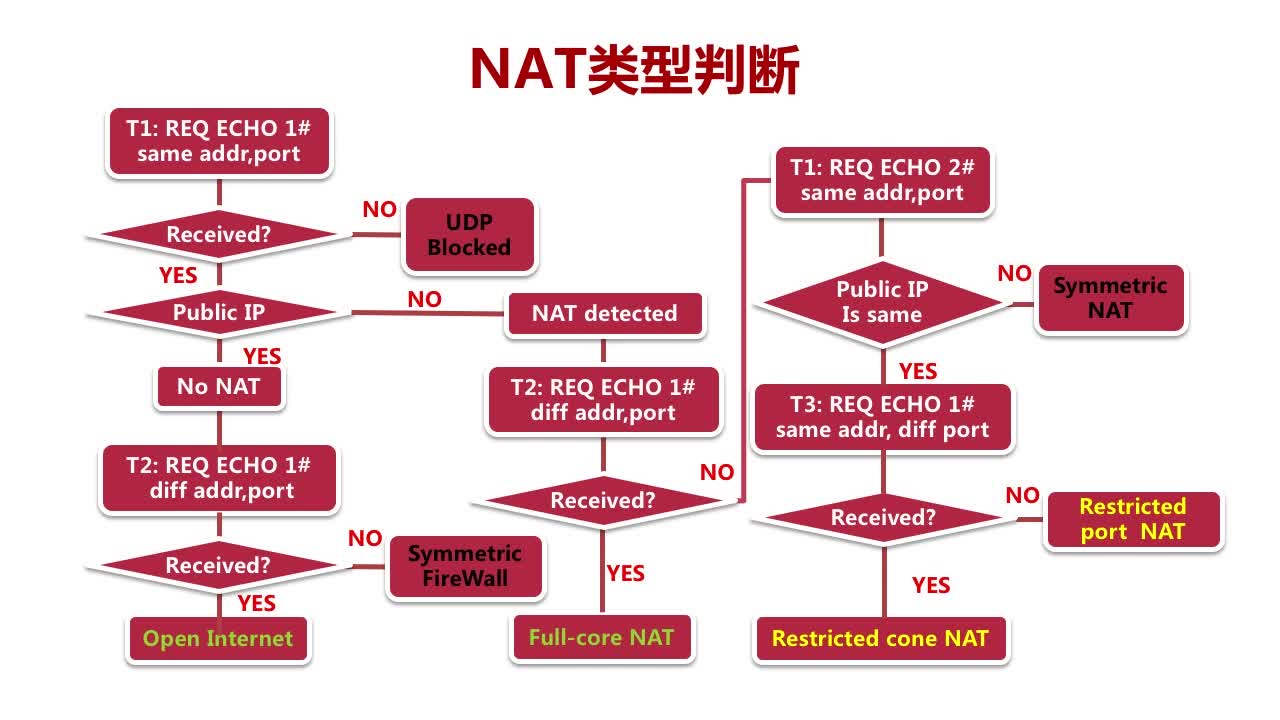 NAT类型判断
T1: REQ ECHO 1#
same addr,port
Received?
NO
UDP
Blocked
YES
Public IP
NO
NAT detected
YES
No NAT
T2: REQ ECHO 1#
diff addr,port
Received?
NO
Symmetric
FireWall
YES
Open Internet
T2: REQ ECHO 1#
diff addr,port
Received?
NO
YES
Full-core NAT
T1: REQ ECHO 2#
same addr,port
Public IP
Is same
NO
Symmetric
NAT
YES
T3: REQ ECHO 1#
same addr, diff port
Received?
NO
Restricted
port NAT
YES
Restricted cone NAT